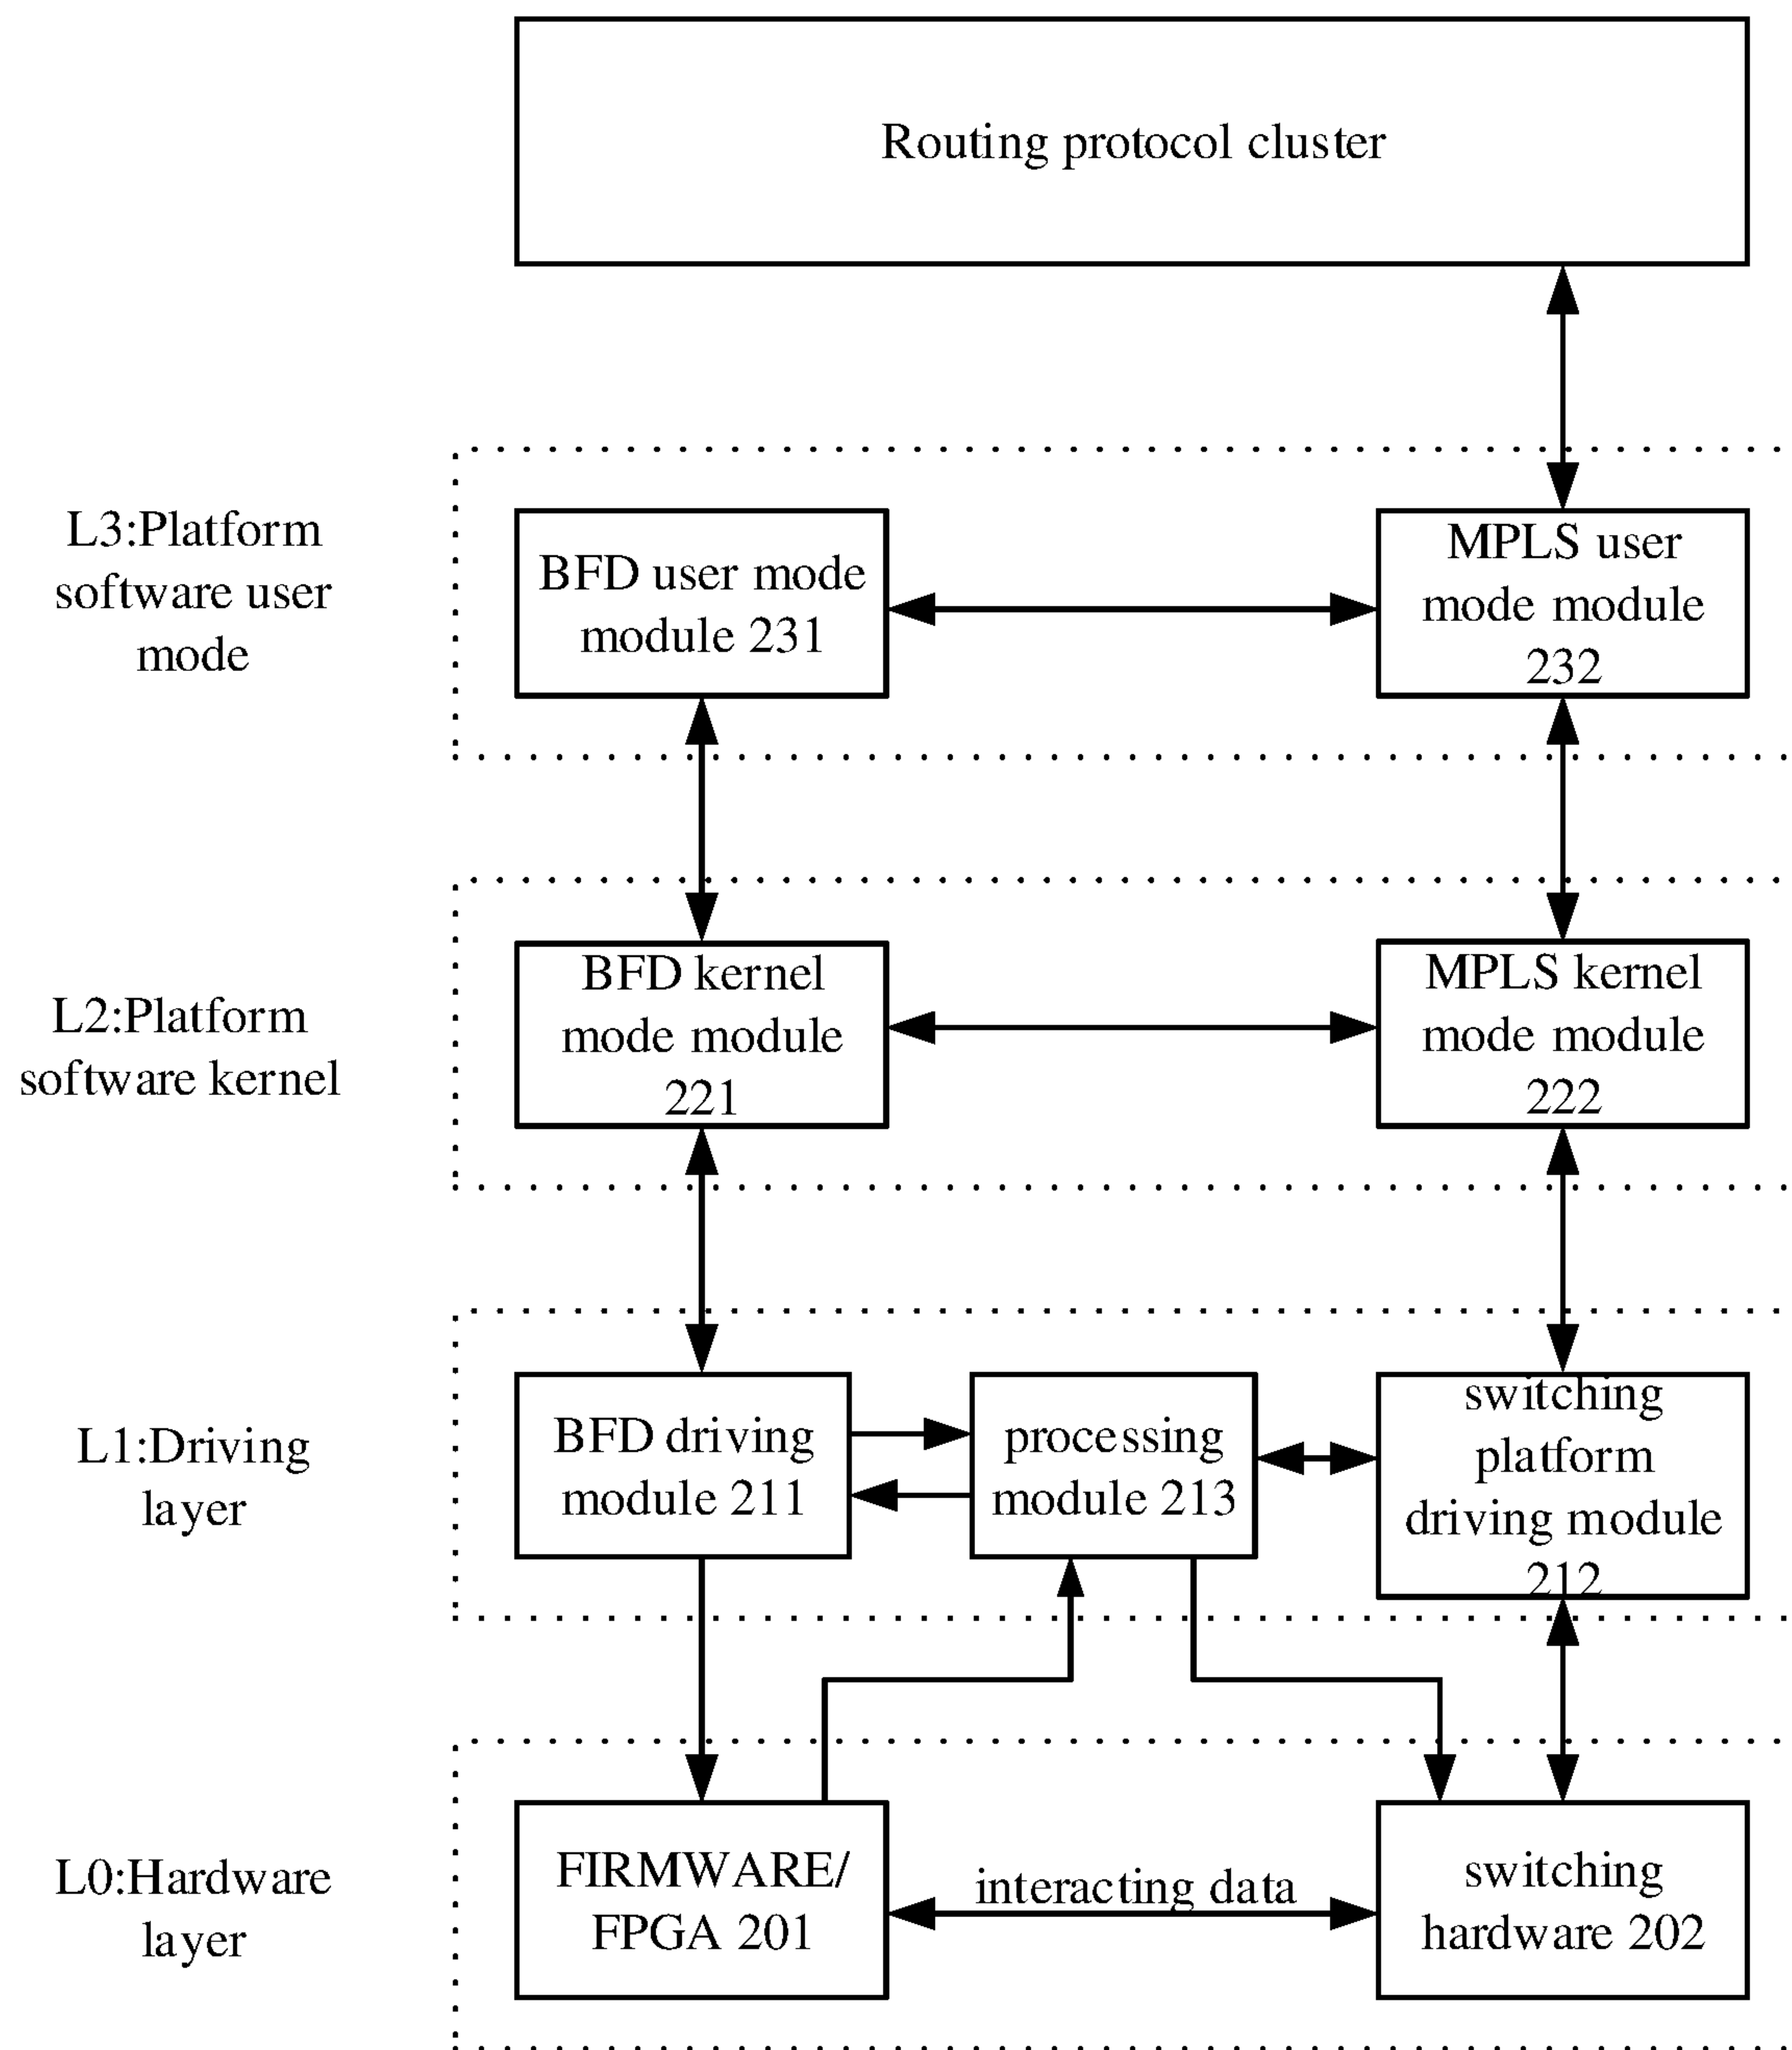 Routing protocol cluster
L3:Platform
software user
mode
BFD user mode
module 231
MPLS user
mode module
232
L2:Platform
software kernel
BFD kernel
mode module
221
MPLS kernel
mode module
222
L1:Driving
layer
BFD driving
module 211
processing
module 213
switching
platform
driving module
212
L0:Hardware
layer
FIRMWARE/
FPGA 201
interacting data
switching
hardware 202